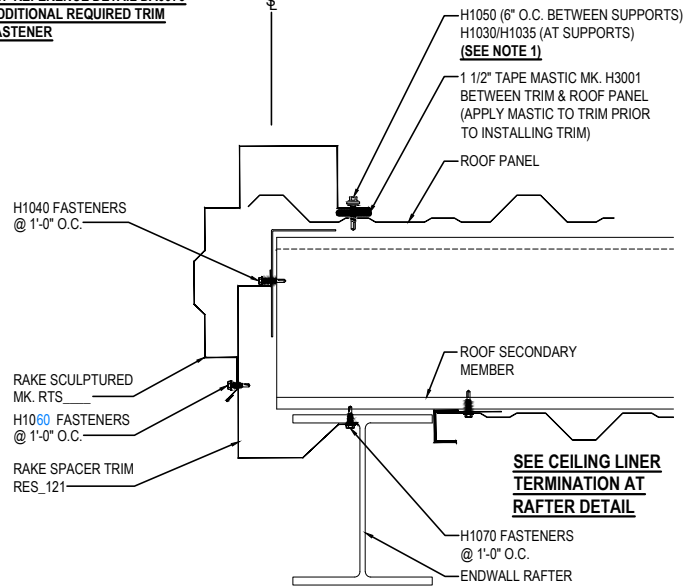 ADDITIONAL REQUIRED TRIM
FASTENER
H1050 (6" O.C. BETWEEN SUPPORTS)
H1030/H1035 (AT SUPPORTS)
(SEE NOTE 1)
1 1/2" TAPE MASTIC MK. H3001
BETWEEN TRIM & ROOF PANEL
(APPLY MASTIC TO TRIM PRIOR
TO INSTALLING TRIM)
ROOF PANEL
H1040 FASTENERS
@ 1'-0" O.C.
RAKE SCULPTURED
MK. RTS____
H1060 FASTENERS
@ 1'-0" O.C.
RAKE SPACER TRIM
RES_121
ROOF SECONDARY
MEMBER
SEE CEILING LINER
TERMINATION AT
RAFTER DETAIL
H1070 FASTENERS
@ 1'-0" O.C.
ENDWALL RAFTER